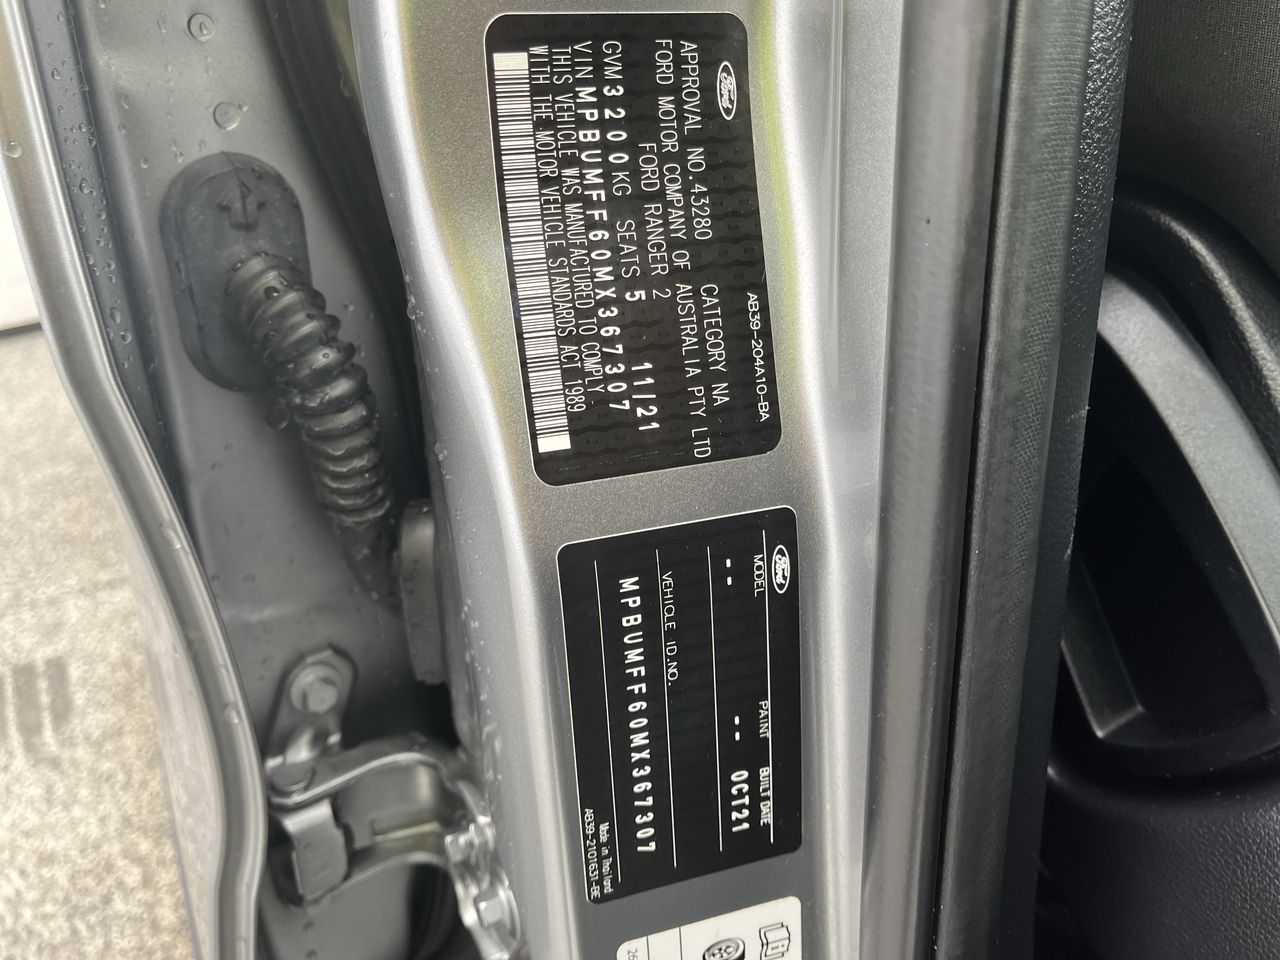 Ford
AB39-204A10-BA
APPROVAL NO. 43280 CATEGORY NA
FORD MOTOR COMPANY OF AUSTRALIA PTY LTD
FORD RANGER 2
GVM 3200KG SEATS 5 11/21
VIN MPBUMFF60MX367307
THIS VEHICLE WAS MANUFACTURED TO COMPLY
WITH THE MOTOR VEHICLE STANDARDS ACT 1989
Ford
MODEL PAINT BUILT DATE
-- -- OCT21
VEHICLE ID.NO.
MPBUMFF60MX367307
Made in Thailand
AB39-2101631-BE
26